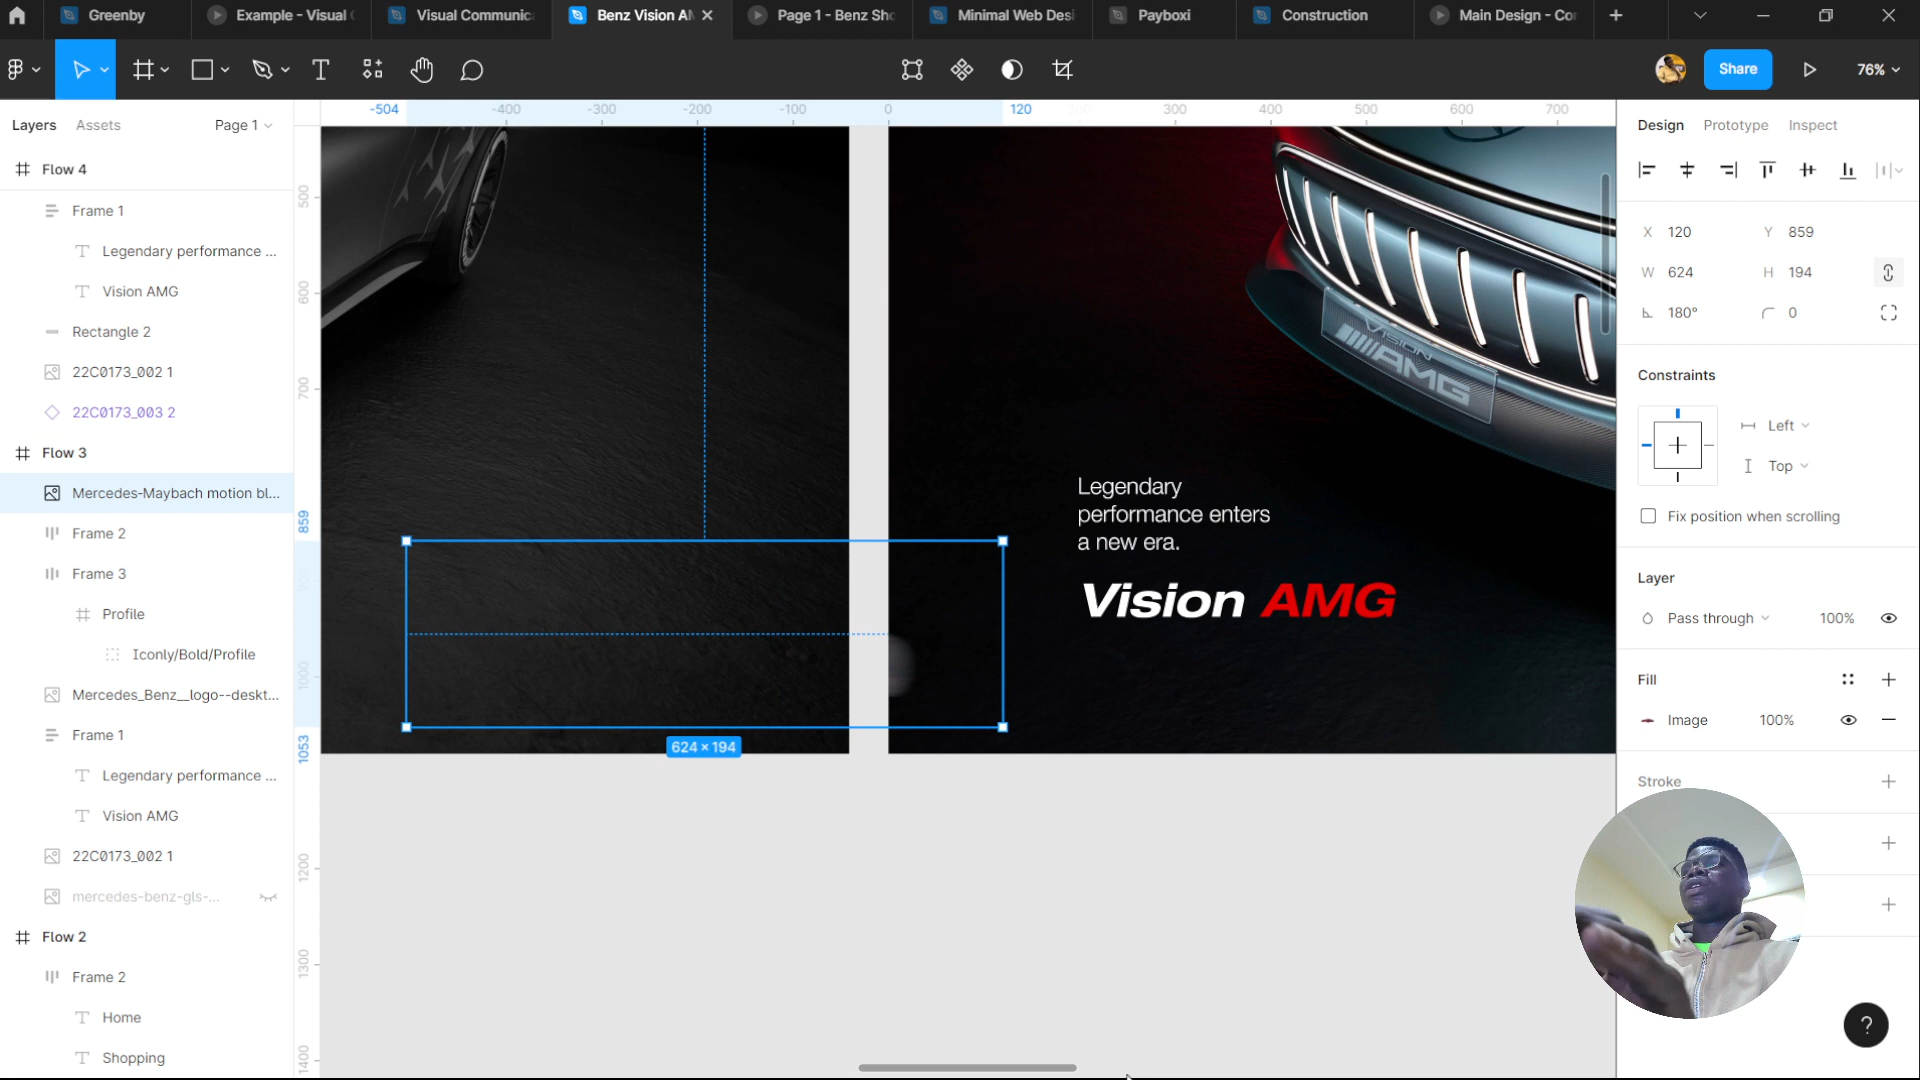 Greenby
Example - Visual
Visual Communic
Benz Vision A
Page 1 - Benz Sh
Minimal Web Desi
Payboxi
Construction
Main Design - Co
Share
76%
Layers
Assets
Page 1
Flow 4
Frame 1
Legendary performance ...
Vision AMG
Rectangle 2
22C0173_002 1
22C0173_003 2
Flow 3
Mercedes-Maybach motion bl...
Frame 2
Frame 3
Profile
Iconly/Bold/Profile
Mercedes_Benz__logo--deskt...
Frame 1
Legendary performance ...
Vision AMG
22C0173_002 1
mercedes-benz-gls-...
Flow 2
Frame 2
Home
Shopping
-504
-400
-300
-200
-100
0
120
300
400
500
600
700
500
600
700
859
1000
1053
1200
1300
1400
VISION
AMG
Legendary
performance enters
a new era.
Vision AMG
624 × 194
Design
Prototype
Inspect
X 120
Y 859
W 624
H 194
180°
0
Constraints
Left
Top
Fix position when scrolling
Layer
Pass through
100%
Fill
Image
100%
Stroke
?